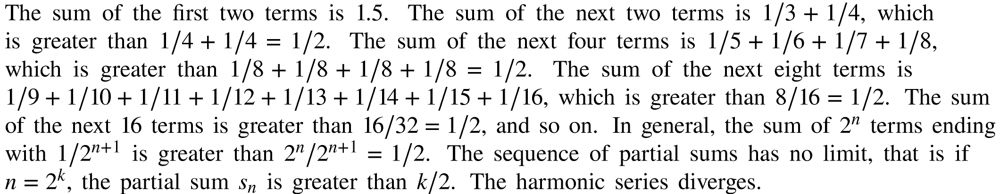 The sum of the first two terms is 1.5. The sum of the next two terms is 1/3 + 1/4, which
is greater than 1/4 + 1/4 = 1/2. The sum of the next four terms is 1/5 + 1/6 + 1/7 + 1/8,
which is greater than 1/8 + 1/8 + 1/8 + 1/8 = 1/2. The sum of the next eight terms is
1/9 + 1/10 + 1/11 + 1/12 + 1/13 + 1/14 + 1/15 + 1/16, which is greater than 8/16 = 1/2. The sum
of the next 16 terms is greater than 16/32 = 1/2, and so on. In general, the sum of 2ⁿ terms ending
with 1/2ⁿ⁺¹ is greater than 2ⁿ/2ⁿ⁺¹ = 1/2. The sequence of partial sums has no limit, that is if
n = 2ᵏ, the partial sum sₙ is greater than k/2. The harmonic series diverges.